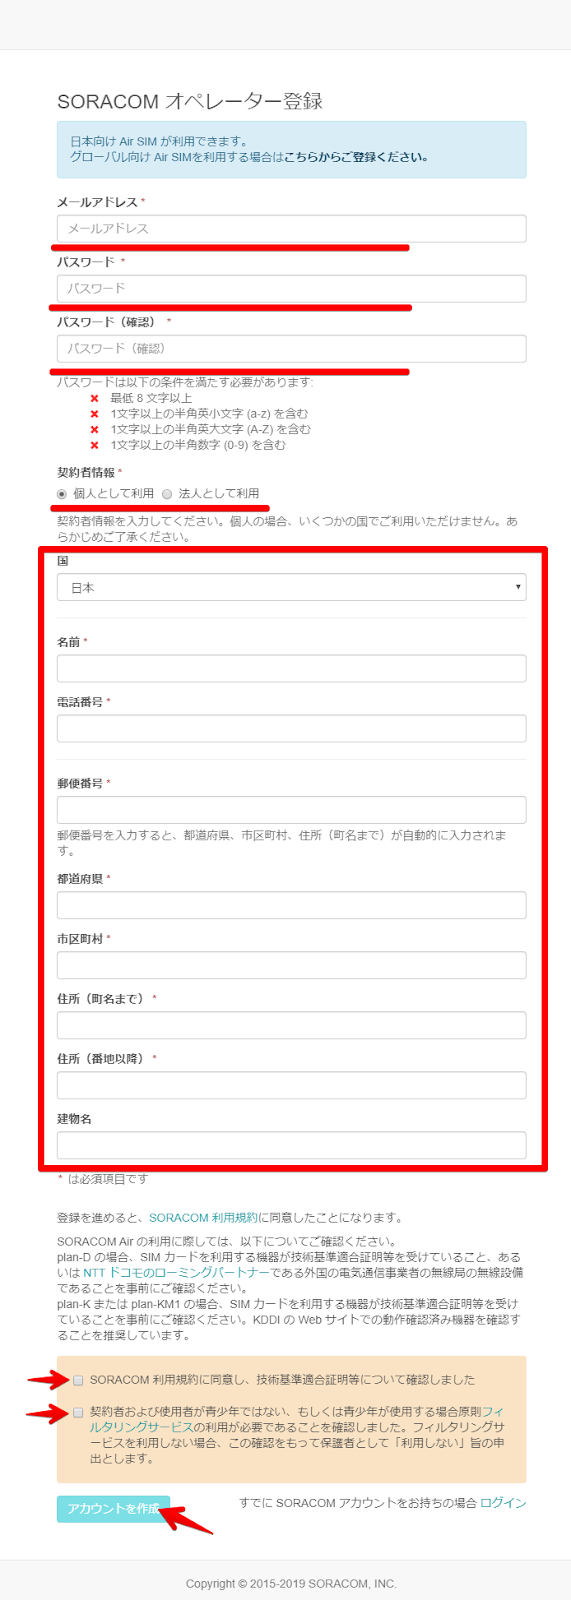 SORACOM オペレーター登録
日本向け Air SIM が利用できます。
グローバル向け Air SIMを利用する場合はこちらからご登録ください。
メールアドレス *
メールアドレス
パスワード *
パスワード
パスワード（確認） *
パスワード（確認）
パスワードは以下の条件を満たす必要があります:
最低 8 文字以上
1文字以上の半角英小文字 (a-z) を含む
1文字以上の半角英大文字 (A-Z) を含む
1文字以上の半角数字 (0-9) を含む
契約者情報 *
個人として利用 法人として利用
契約者情報を入力してください。個人の場合、いくつかの国でご利用いただけません。あ
らかじめご了承ください。
国
日本
名前 *
電話番号 *
郵便番号 *
郵便番号を入力すると、都道府県、市区町村、住所（町名まで）が自動的に入力されま
す。
都道府県 *
市区町村 *
住所（町名まで） *
住所（番地以降） *
建物名
* は必須項目です
登録を進めると、SORACOM 利用規約に同意したことになります。
SORACOM Air の利用に際しては、以下についてご確認ください。
plan-D の場合、SIM カードを利用する機器が技術基準適合証明等を受けていること、ある
いは NTT ドコモのローミングパートナーである外国の電気通信事業者の無線局の無線設備
であることを事前にご確認ください。
plan-K または plan-KM1 の場合、SIM カードを利用する機器が技術基準適合証明等を受け
ていることを事前にご確認ください。KDDI の Web サイトでの動作確認済み機器を確認す
ることを推奨しています。
SORACOM 利用規約に同意し、技術基準適合証明等について確認しました
契約者および使用者が青少年ではない、もしくは青少年が使用する場合原則フィ
ルタリングサービスの利用が必要であることを確認しました。フィルタリングサ
ービスを利用しない場合、この確認をもって保護者として「利用しない」旨の申
出とします。
アカウントを作成 すでに SORACOM アカウントをお持ちの場合 ログイン
Copyright © 2015-2019 SORACOM, INC.